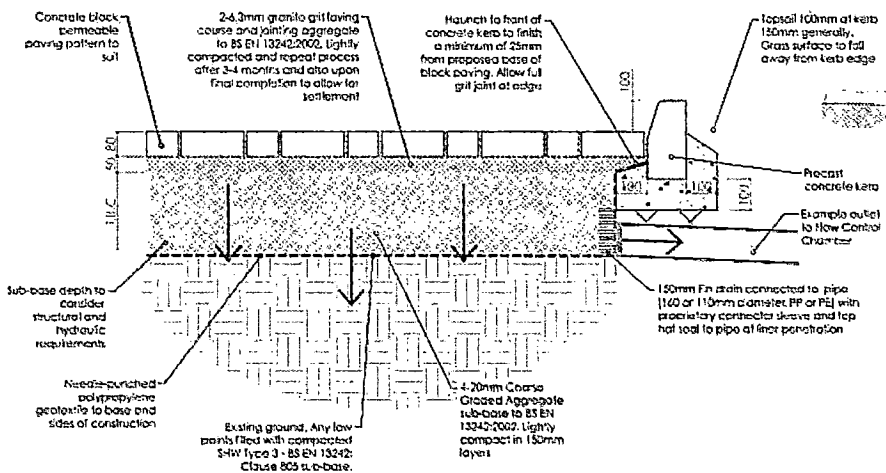 Concrete block
permeable
paving pattern to
suit
2-6.3mm granite grit laying
course and jointing aggregate
to BS EN 13242:2002. Lightly
compacted and repeat process
after 3-4 months and also upon
final completion to allow for
settlement
Haunch to front of
concrete kerb to finish
a minimum of 25mm
from proposed base of
block paving. Allow full
grit joint at edge
Topsoil 100mm at kerb
150mm generally.
Grass surface to fall
away from kerb edge
100
80
50
T.B.C
100
100
100
Precast
concrete kerb
Example outlet
to Flow Control
Chamber
Sub-base depth to
consider
structural and
hydraulic
requirements
150mm Fin drain connected to pipe
(160 or 110mm diameter PP or PE) with
proprietary connector sleeve and top
hat seal to pipe at liner penetration
Needle-punched
polypropylene
geotextile to base and
sides of construction
Existing ground. Any low
points filled with compacted
SHW Type 3 - BS EN 13242:
Clause 805 sub-base.
4-20mm Coarse
Graded Aggregate
sub-base to BS EN
13242:2002. Lightly
compact in 150mm
layers